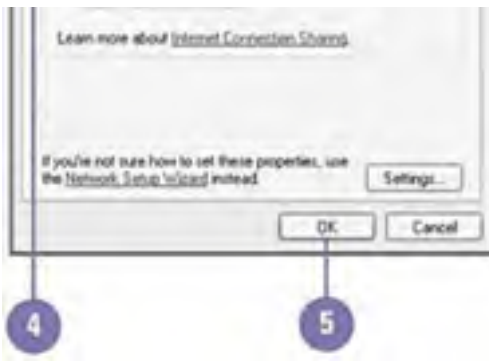 Learn more about Internet Connection Sharing.
If you're not sure how to set these properties, use
the Network Setup Wizard instead.
Settings...
OK
Cancel
4
5